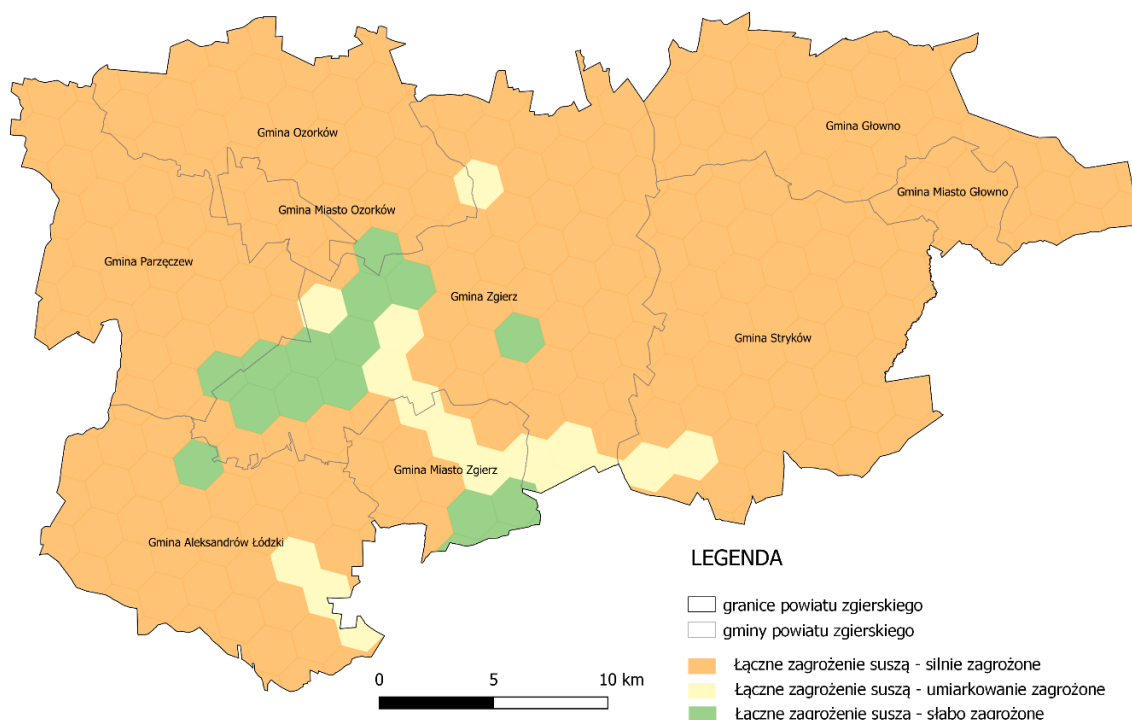 Gmina Ozorków
Gmina Głowno
Gmina Miasto Głowno
Gmina Miasto Ozorków
Gmina Parzęczew
Gmina Zgierz
Gmina Stryków
Gmina Miasto Zgierz
Gmina Aleksandrów Łódzki
LEGENDA
granice powiatu zgierskiego
gminy powiatu zgierskiego
Łączne zagrożenie suszą - silnie zagrożone
Łączne zagrożenie suszą - umiarkowanie zagrożone
Łączne zagrożenie suszą - słabo zagrożone
0 5 10 km